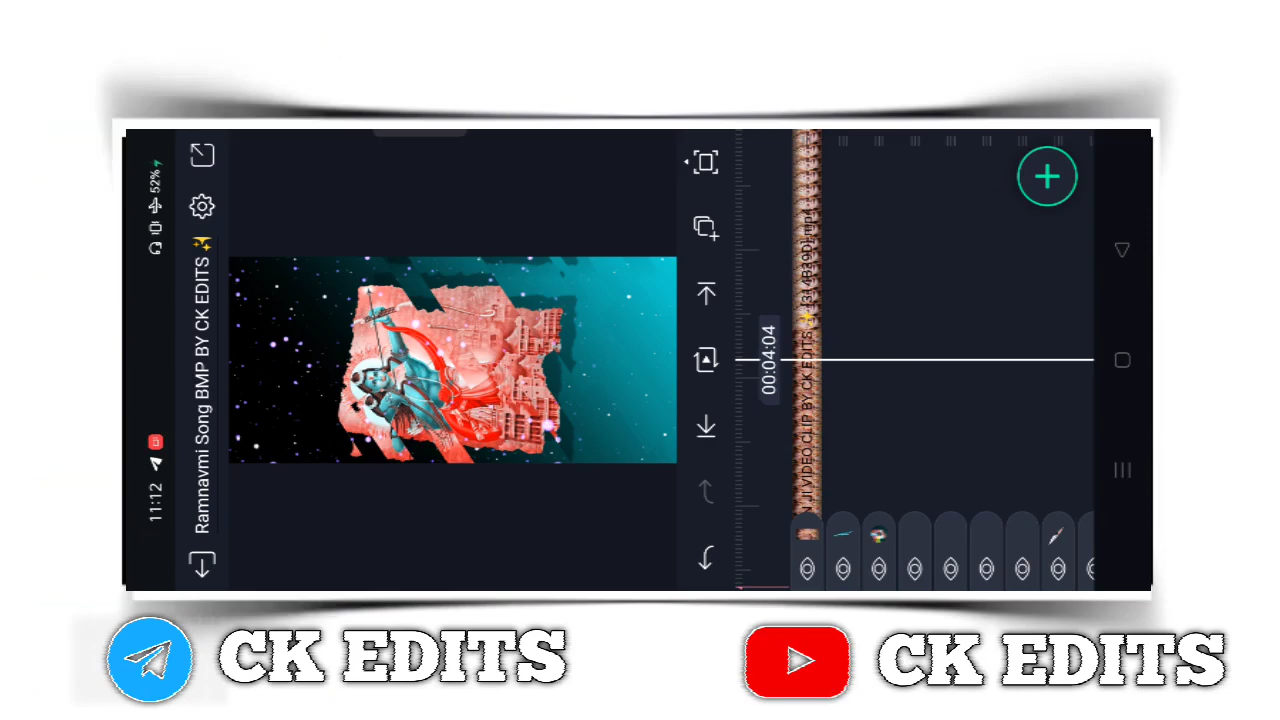 11:12
52%
Ramnavmi Song BMP BY CK EDITS ✨
00:04:04
VIDEO CLIP BY CK EDITS ✨
CK EDITS
CK EDITS